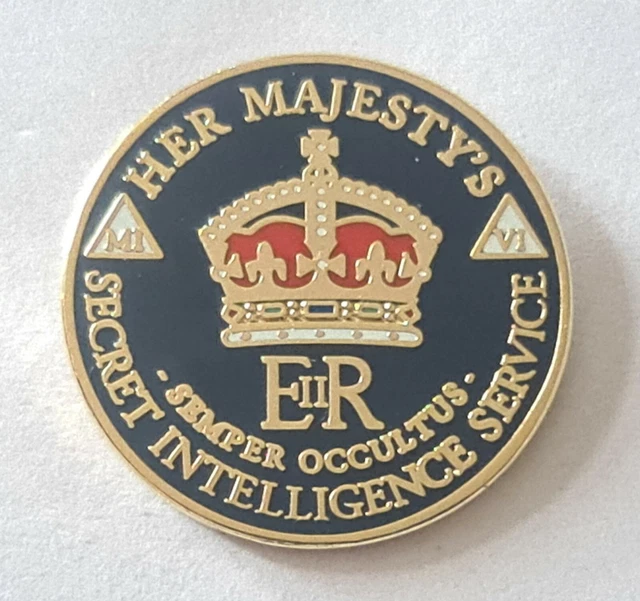 HER MAJESTY'S
MI
VI
EIIR
- SEMPER OCCULTUS -
SECRET INTELLIGENCE SERVICE